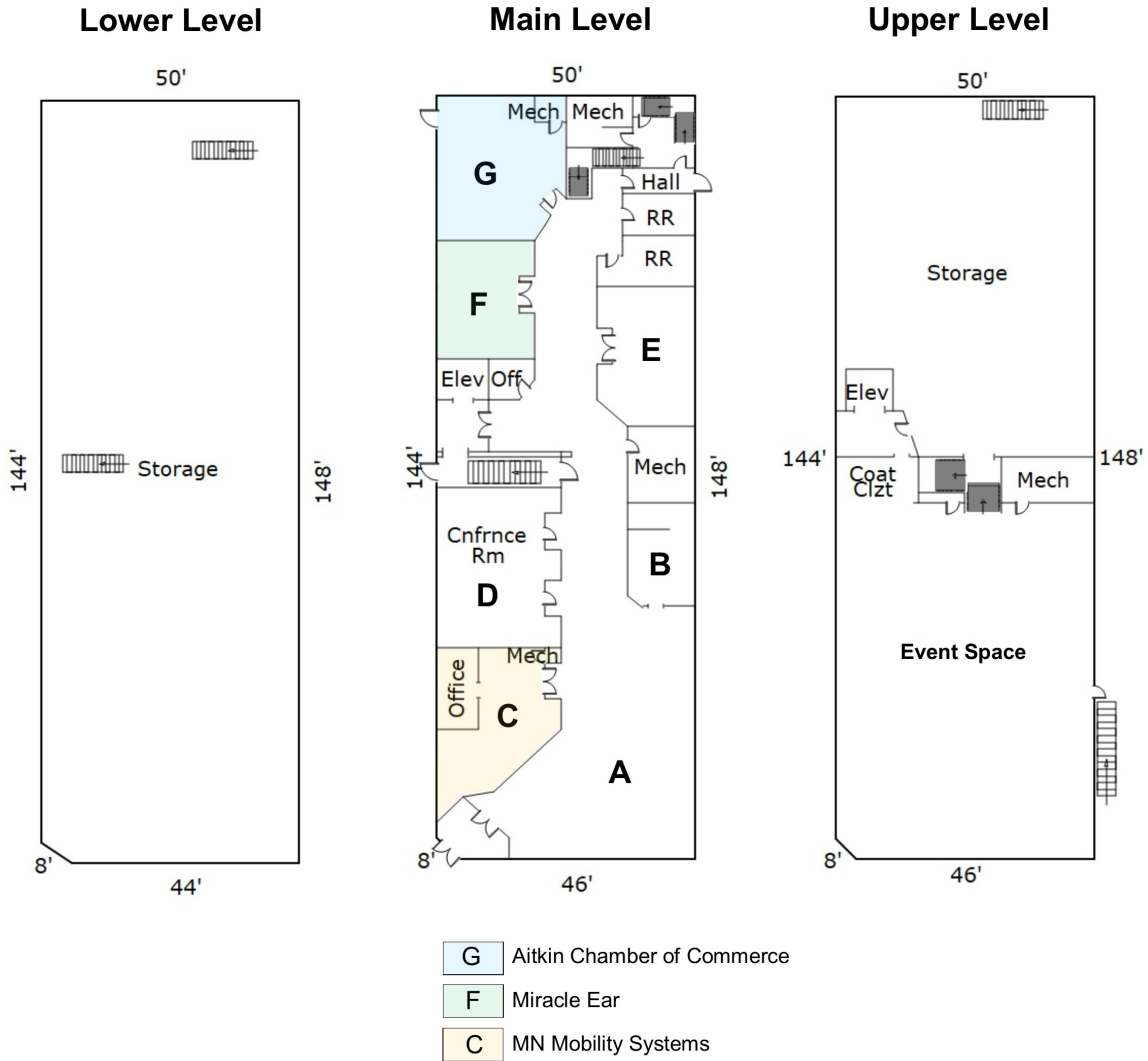 Lower Level
50'
144'
Storage
148'
8'
44'
Main Level
50'
Mech
Mech
G
Hall
RR
RR
F
E
Elev
Off
144'
Mech
148'
Cnfrnce
Rm
D
B
Mech
Office
C
A
8'
46'
Upper Level
50'
Storage
Elev
144'
148'
Coat
Clzt
Mech
Event Space
8'
46'
G Aitkin Chamber of Commerce
F Miracle Ear
C MN Mobility Systems